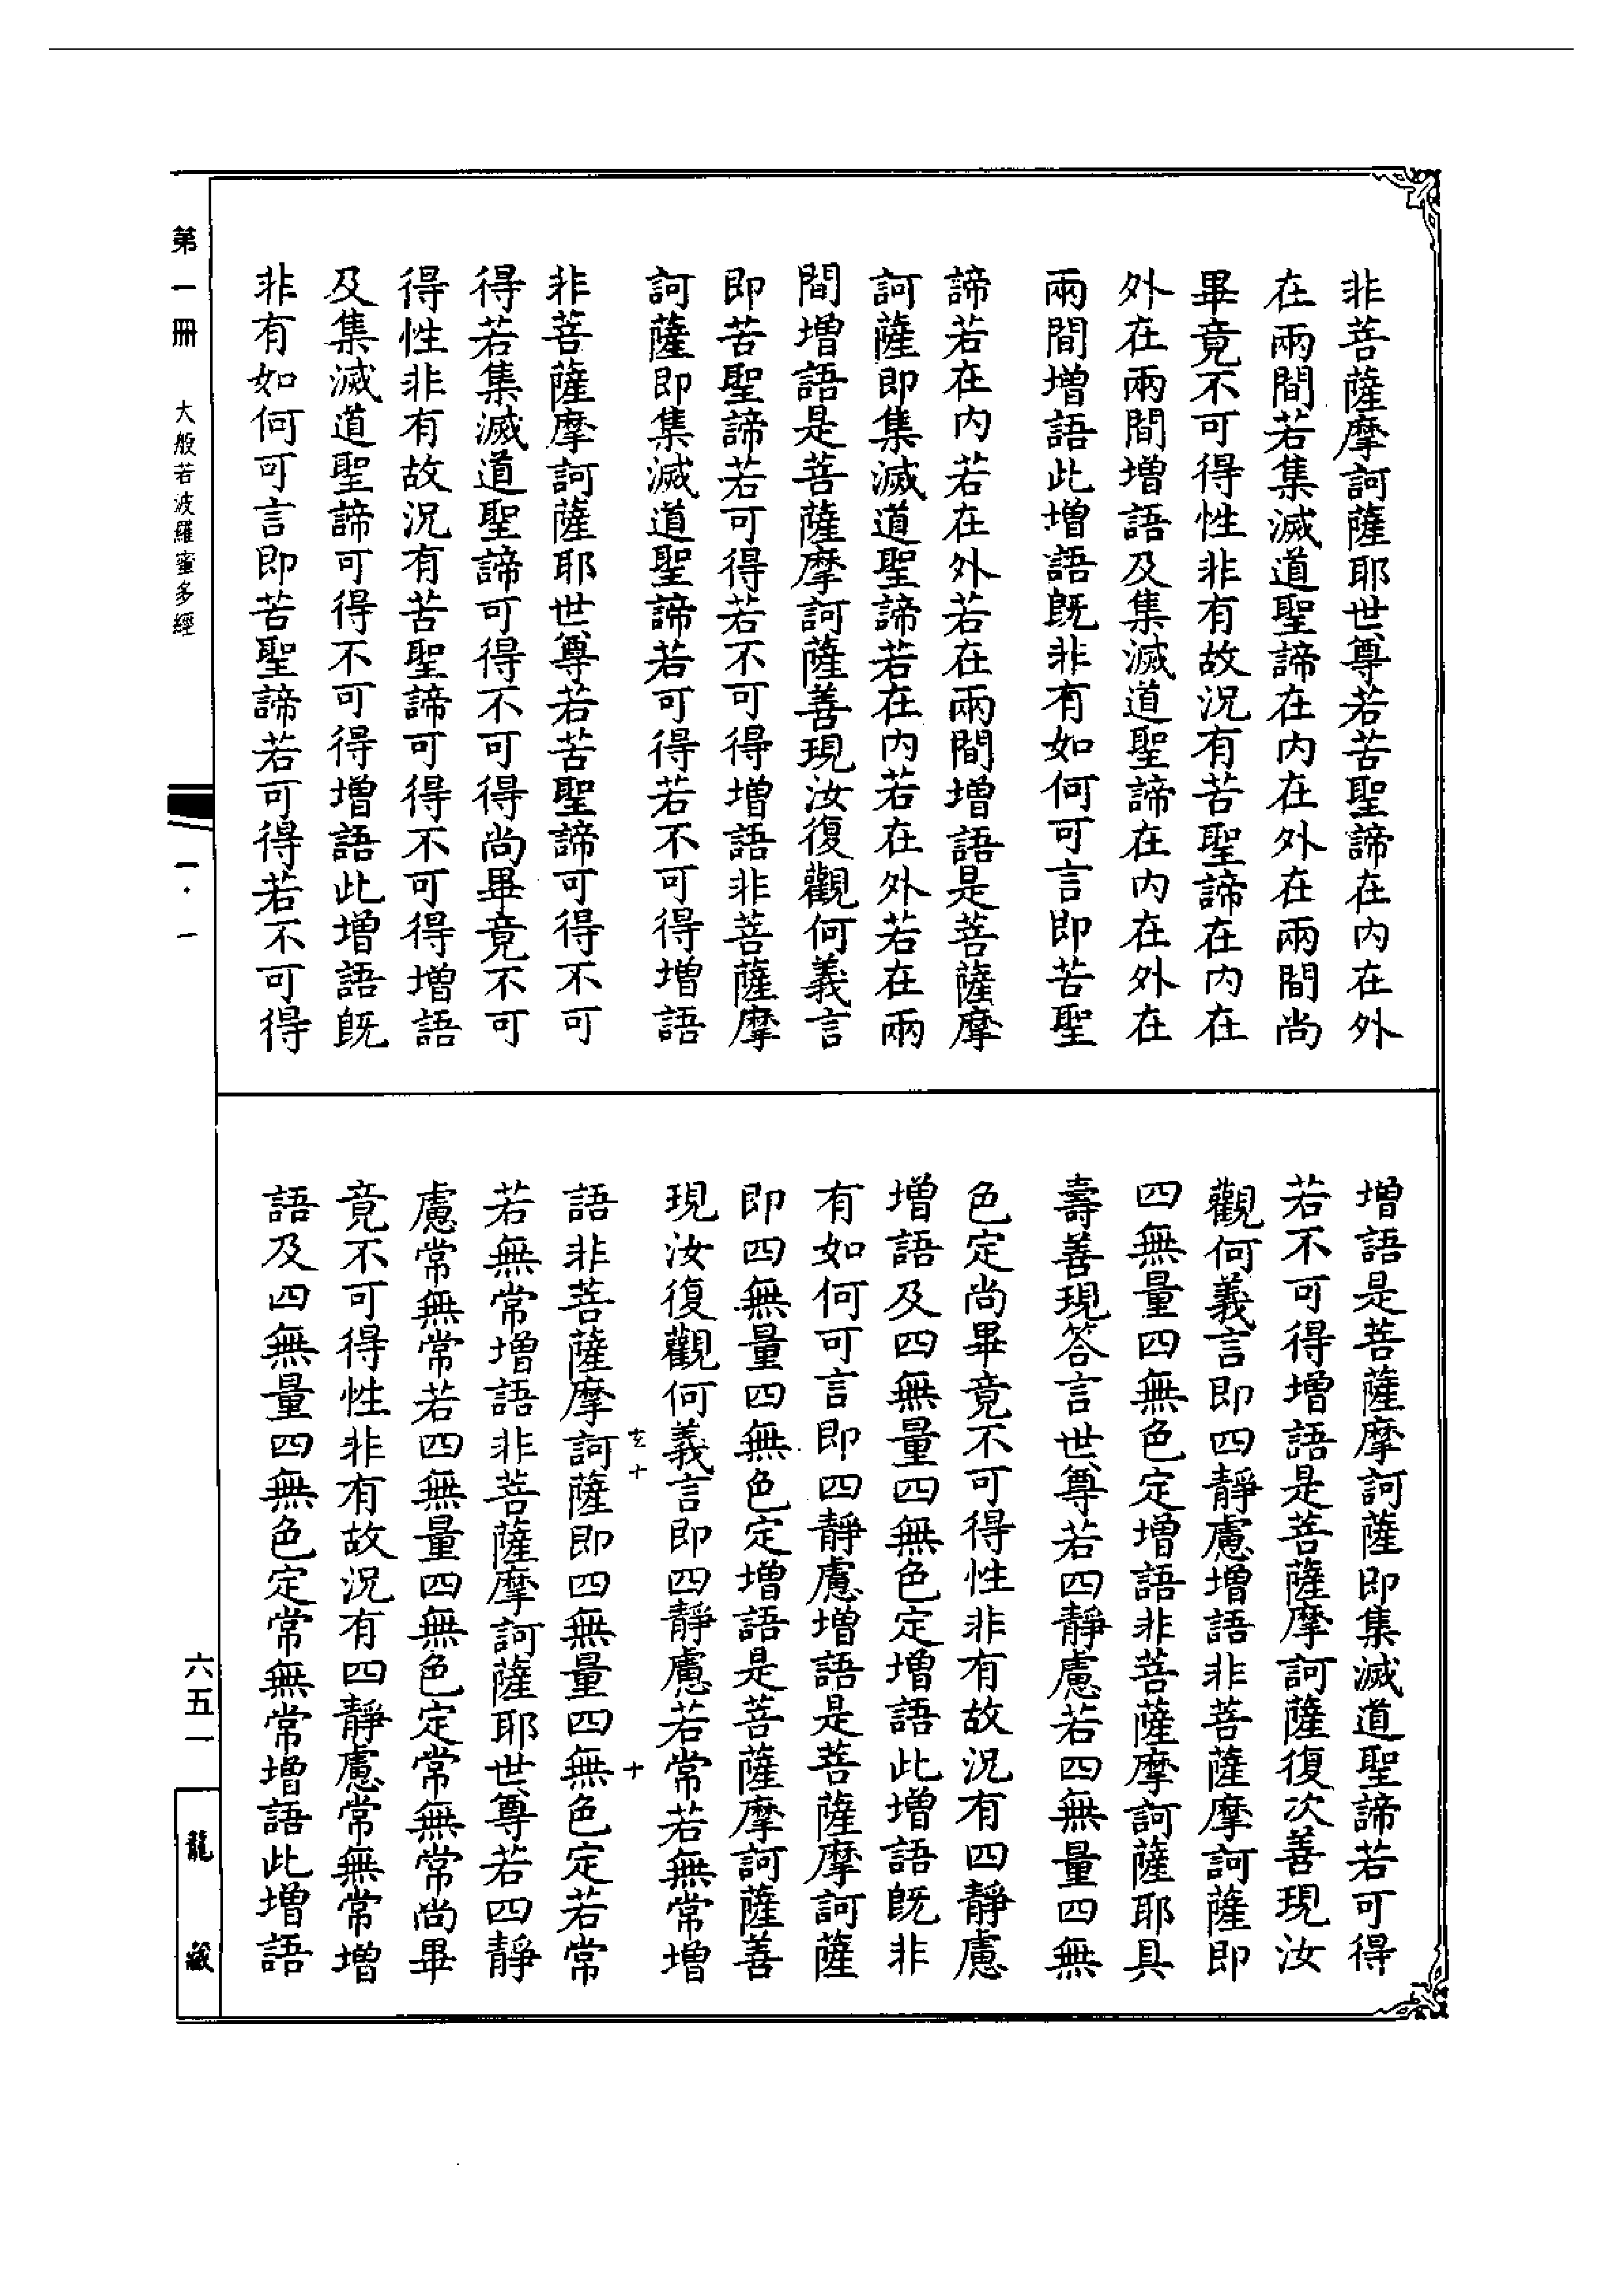 非菩薩摩訶薩耶世尊若苦聖諦在内在外
在兩間若集滅道聖諦在内在外在兩間尚
畢竟不可得性非有故況有苦聖諦在内在
外在兩間增語及集滅道聖諦在内在外在
兩間增語此增語既非有如何可言即苦聖
諦若在内若在外若在兩間增語是菩薩摩
訶薩即集滅道聖諦若在内若在外若在兩
間增語是菩薩摩訶薩善現汝復觀何義言
即苦聖諦若可得若不可得增語非菩薩摩
訶薩即集滅道聖諦若可得若不可得增語
非菩薩摩訶薩耶世尊若苦聖諦可得不可
得若集滅道聖諦可得不可得尚畢竟不可
得性非有故況有苦聖諦可得不可得增語
及集滅道聖諦可得不可得增語此增語既
非有如何可言即苦聖諦若可得若不可得
增語是菩薩摩訶薩即集滅道聖諦若可得
若不可得增語是菩薩摩訶薩復次善現汝
觀何義言即四靜慮增語非菩薩摩訶薩即
四無量四無色定增語非菩薩摩訶薩耶具
壽善現答言世尊若四靜慮若四無量四無
色定尚畢竟不可得性非有故況有四靜慮
增語及四無量四無色定增語此增語既非
有如何可言即四靜慮增語是菩薩摩訶薩
即四無量四無色定增語是菩薩摩訶薩善
現汝復觀何義言即四靜慮若常若無常增
玄十
十
語非菩薩摩訶薩即四無量四無色定若常
若無常增語非菩薩摩訶薩耶世尊若四靜
慮常無常若四無量四無色定常無常尚畢
竟不可得性非有故況有四靜慮常無常增
語及四無量四無色定常無常增語此增語
第一冊
大般若波羅蜜多經
一·一
六五一
龍藏